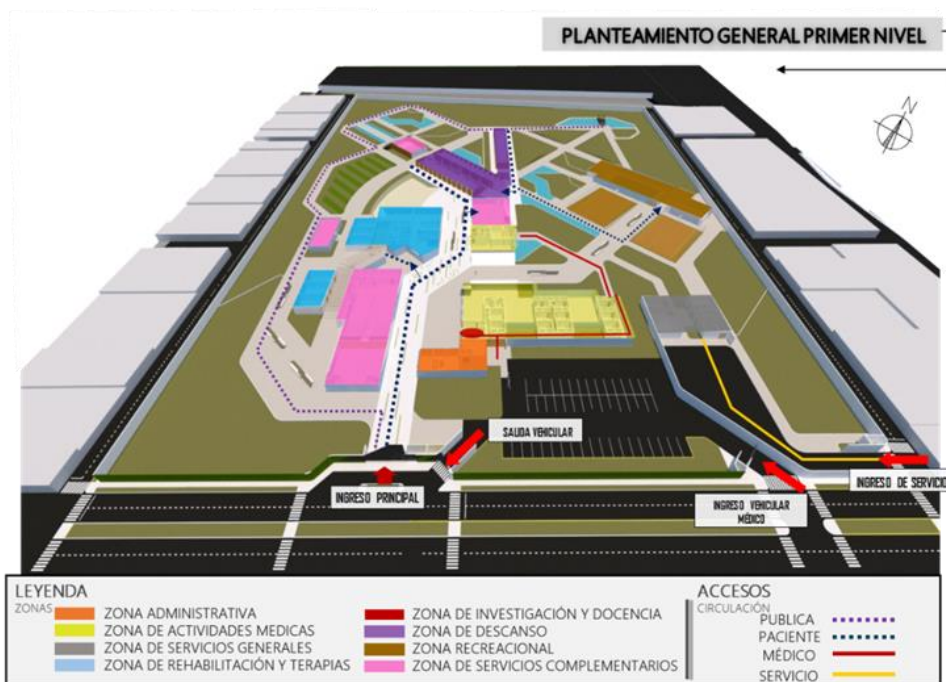 PLANTEAMIENTO GENERAL PRIMER NIVEL
N
SALIDA VEHICULAR
INGRESO PRINCIPAL
INGRESO VEHICULAR
MÉDICO
INGRESO DE SERVICIO
LEYENDA
ZONAS
ZONA ADMINISTRATIVA
ZONA DE ACTIVIDADES MEDICAS
ZONA DE SERVICIOS GENERALES
ZONA DE REHABILITACIÓN Y TERAPIAS
ZONA DE INVESTIGACIÓN Y DOCENCIA
ZONA DE DESCANSO
ZONA RECREACIONAL
ZONA DE SERVICIOS COMPLEMENTARIOS
ACCESOS
CIRCULACIÓN
PUBLICA
PACIENTE
MÉDICO
SERVICIO